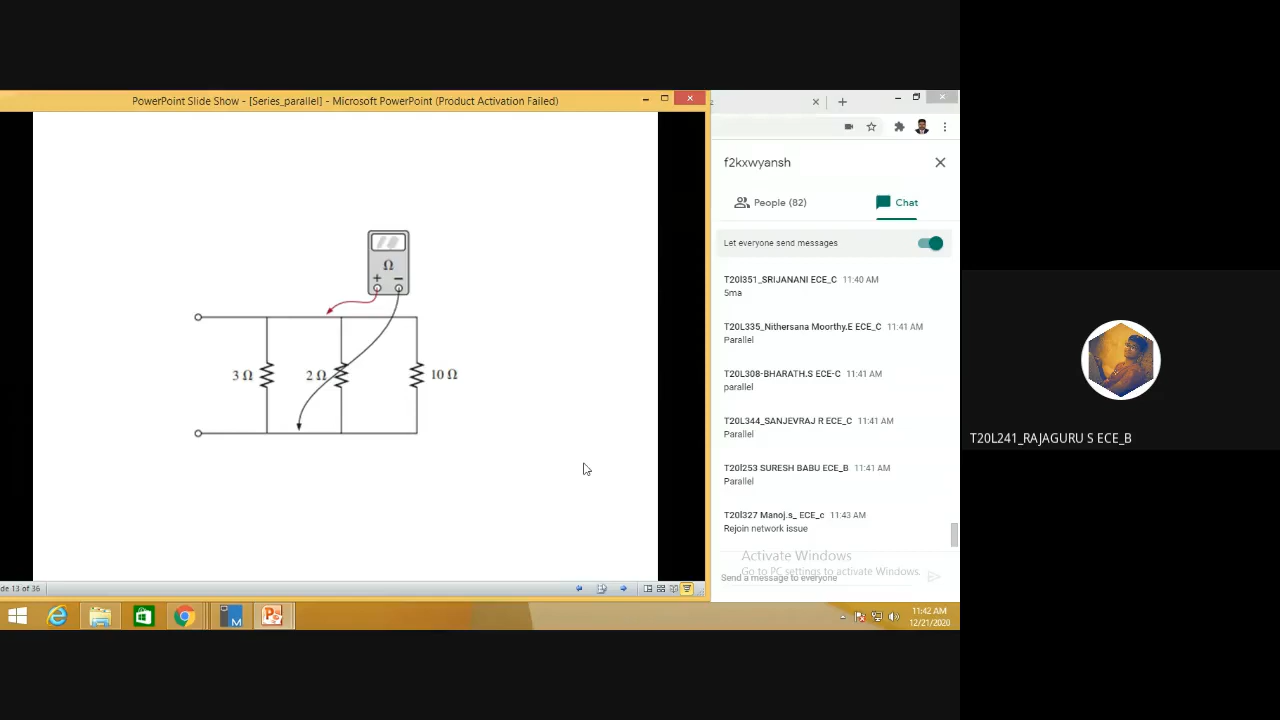 PowerPoint Slide Show - [Series_parallel] - Microsoft PowerPoint (Product Activation Failed)
f2kxwyansh
People (82)
Chat
Let everyone send messages
T20l351_SRIJANANI ECE_C 11:40 AM
5ma
T20L335_Nithersana Moorthy.E ECE_C 11:41 AM
Parallel
T20L308-BHARATH.S ECE-C 11:41 AM
parallel
T20L344_SANJEVRAJ R ECE_C 11:41 AM
Parallel
T20l253 SURESH BABU ECE_B 11:41 AM
Parallel
T20l327 Manoj.s_ ECE_c 11:43 AM
Rejoin network issue
Activate Windows
Go to PC settings to activate Windows.
Send a message to everyone
Ω
+ −
3 Ω 2 Ω 10 Ω
de 13 of 36
11:42 AM
12/21/2020
T20L241_RAJAGURU S ECE_B